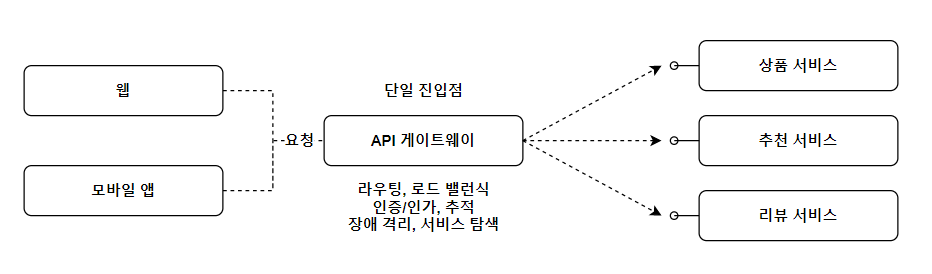 웹
모바일 앱
요청
단일 진입점
API 게이트웨이
라우팅, 로드 밸런식
인증/인가, 추적
장애 격리, 서비스 탐색
상품 서비스
추천 서비스
리뷰 서비스